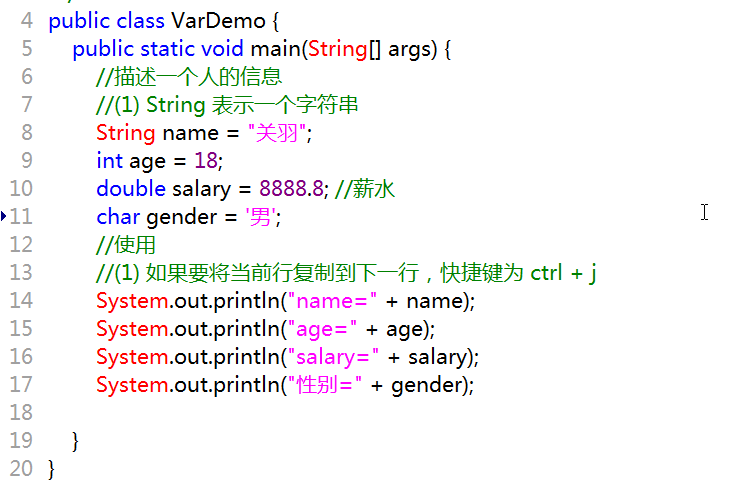 4 public class VarDemo {
5 public static void main(String[] args) {
6 //描述一个人的信息
7 //(1) String 表示一个字符串
8 String name = "关羽";
9 int age = 18;
10 double salary = 8888.8; //薪水
11 char gender = '男';
12 //使用
13 //(1) 如果要将当前行复制到下一行，快捷键为 ctrl + j
14 System.out.println("name=" + name);
15 System.out.println("age=" + age);
16 System.out.println("salary=" + salary);
17 System.out.println("性别=" + gender);
18
19 }
20 }